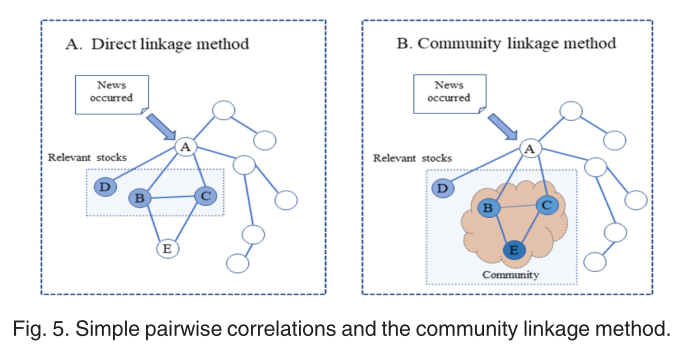 A. Direct linkage method
News
occurred
A
Relevant stocks
D
B
C
E
B. Community linkage method
News
occurred
A
Relevant stocks
D
B
C
E
Community
Fig. 5. Simple pairwise correlations and the community linkage method.